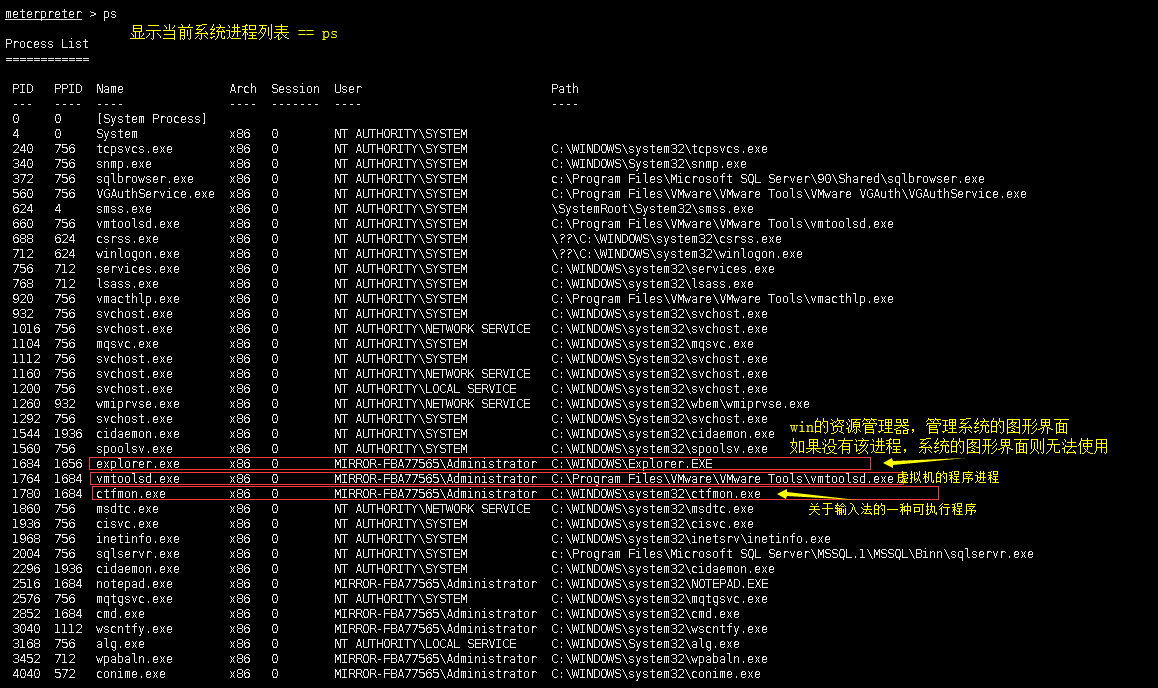 meterpreter > ps
显示当前系统进程列表 == ps
Process List
============
PID PPID Name Arch Session User Path
--- ---- ---- ---- ------- ---- ----
0 0 [System Process]
4 0 System x86 0 NT AUTHORITY\SYSTEM
240 756 tcpsvcs.exe x86 0 NT AUTHORITY\SYSTEM C:\WINDOWS\system32\tcpsvcs.exe
340 756 snmp.exe x86 0 NT AUTHORITY\SYSTEM C:\WINDOWS\System32\snmp.exe
372 756 sqlbrowser.exe x86 0 NT AUTHORITY\SYSTEM c:\Program Files\Microsoft SQL Server\90\Shared\sqlbrowser.exe
560 756 VGAuthService.exe x86 0 NT AUTHORITY\SYSTEM C:\Program Files\VMware\VMware Tools\VMware VGAuth\VGAuthService.exe
624 4 smss.exe x86 0 NT AUTHORITY\SYSTEM \SystemRoot\System32\smss.exe
660 756 vmtoolsd.exe x86 0 NT AUTHORITY\SYSTEM C:\Program Files\VMware\VMware Tools\vmtoolsd.exe
688 624 csrss.exe x86 0 NT AUTHORITY\SYSTEM \??\C:\WINDOWS\system32\csrss.exe
712 624 winlogon.exe x86 0 NT AUTHORITY\SYSTEM \??\C:\WINDOWS\system32\winlogon.exe
756 712 services.exe x86 0 NT AUTHORITY\SYSTEM C:\WINDOWS\system32\services.exe
768 712 lsass.exe x86 0 NT AUTHORITY\SYSTEM C:\WINDOWS\system32\lsass.exe
920 756 vmacthlp.exe x86 0 NT AUTHORITY\SYSTEM C:\Program Files\VMware\VMware Tools\vmacthlp.exe
932 756 svchost.exe x86 0 NT AUTHORITY\SYSTEM C:\WINDOWS\system32\svchost.exe
1016 756 svchost.exe x86 0 NT AUTHORITY\NETWORK SERVICE C:\WINDOWS\system32\svchost.exe
1104 756 mqsvc.exe x86 0 NT AUTHORITY\SYSTEM C:\WINDOWS\system32\mqsvc.exe
1112 756 svchost.exe x86 0 NT AUTHORITY\SYSTEM C:\WINDOWS\system32\svchost.exe
1160 756 svchost.exe x86 0 NT AUTHORITY\NETWORK SERVICE C:\WINDOWS\system32\svchost.exe
1200 756 svchost.exe x86 0 NT AUTHORITY\LOCAL SERVICE C:\WINDOWS\system32\svchost.exe
1260 932 wmiprvse.exe x86 0 NT AUTHORITY\NETWORK SERVICE C:\WINDOWS\system32\wbem\wmiprvse.exe
1292 756 svchost.exe x86 0 NT AUTHORITY\SYSTEM C:\WINDOWS\System32\svchost.exe
1544 1936 cidaemon.exe x86 0 NT AUTHORITY\SYSTEM C:\WINDOWS\system32\cidaemon.exe
win的资源管理器，管理系统的图形界面
1560 756 spoolsv.exe x86 0 NT AUTHORITY\SYSTEM C:\WINDOWS\system32\spoolsv.exe
如果没有该进程，系统的图形界面则无法使用
1684 1656 explorer.exe x86 0 MIRROR-FBA77565\Administrator C:\WINDOWS\Explorer.EXE
1764 1684 vmtoolsd.exe x86 0 MIRROR-FBA77565\Administrator C:\Program Files\VMware\VMware Tools\vmtoolsd.exe 虚拟机的程序进程
1780 1684 ctfmon.exe x86 0 MIRROR-FBA77565\Administrator C:\WINDOWS\system32\ctfmon.exe
1860 756 msdtc.exe x86 0 NT AUTHORITY\NETWORK SERVICE C:\WINDOWS\system32\msdtc.exe 关于输入法的一种可执行程序
1936 756 cisvc.exe x86 0 NT AUTHORITY\SYSTEM C:\WINDOWS\system32\cisvc.exe
1968 756 inetinfo.exe x86 0 NT AUTHORITY\SYSTEM C:\WINDOWS\system32\inetsrv\inetinfo.exe
2004 756 sqlservr.exe x86 0 NT AUTHORITY\SYSTEM c:\Program Files\Microsoft SQL Server\MSSQL.1\MSSQL\Binn\sqlservr.exe
2296 1936 cidaemon.exe x86 0 NT AUTHORITY\SYSTEM C:\WINDOWS\system32\cidaemon.exe
2516 1684 notepad.exe x86 0 MIRROR-FBA77565\Administrator C:\WINDOWS\system32\NOTEPAD.EXE
2576 756 mqtgsvc.exe x86 0 NT AUTHORITY\SYSTEM C:\WINDOWS\system32\mqtgsvc.exe
2852 1684 cmd.exe x86 0 MIRROR-FBA77565\Administrator C:\WINDOWS\system32\cmd.exe
3040 1112 wscntfy.exe x86 0 MIRROR-FBA77565\Administrator C:\WINDOWS\system32\wscntfy.exe
3168 756 alg.exe x86 0 NT AUTHORITY\LOCAL SERVICE C:\WINDOWS\System32\alg.exe
3452 712 wpabaln.exe x86 0 MIRROR-FBA77565\Administrator C:\WINDOWS\system32\wpabaln.exe
4040 572 conime.exe x86 0 MIRROR-FBA77565\Administrator C:\WINDOWS\system32\conime.exe